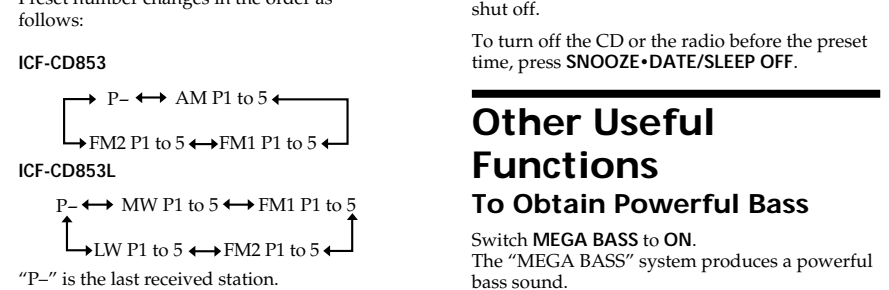 Preset number changes in the order as
follows:
ICF-CD853
P– ↔ AM P1 to 5
FM2 P1 to 5 ↔ FM1 P1 to 5
ICF-CD853L
P– ↔ MW P1 to 5 ↔ FM1 P1 to 5
LW P1 to 5 ↔ FM2 P1 to 5
“P–” is the last received station.
shut off.
To turn off the CD or the radio before the preset
time, press SNOOZE•DATE/SLEEP OFF.
Other Useful
Functions
To Obtain Powerful Bass
Switch MEGA BASS to ON.
The “MEGA BASS” system produces a powerful
bass sound.